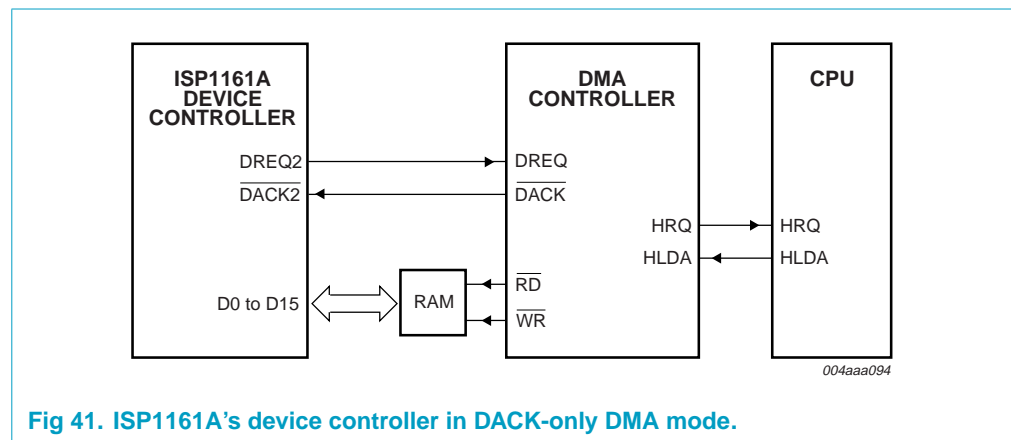 ISP1161A
DEVICE
CONTROLLER
DMA
CONTROLLER
CPU
DREQ2
DREQ
DACK2
DACK
HRQ
HRQ
HLDA
HLDA
D0 to D15
RAM
RD
WR
004aaa094
Fig 41. ISP1161A's device controller in DACK-only DMA mode.